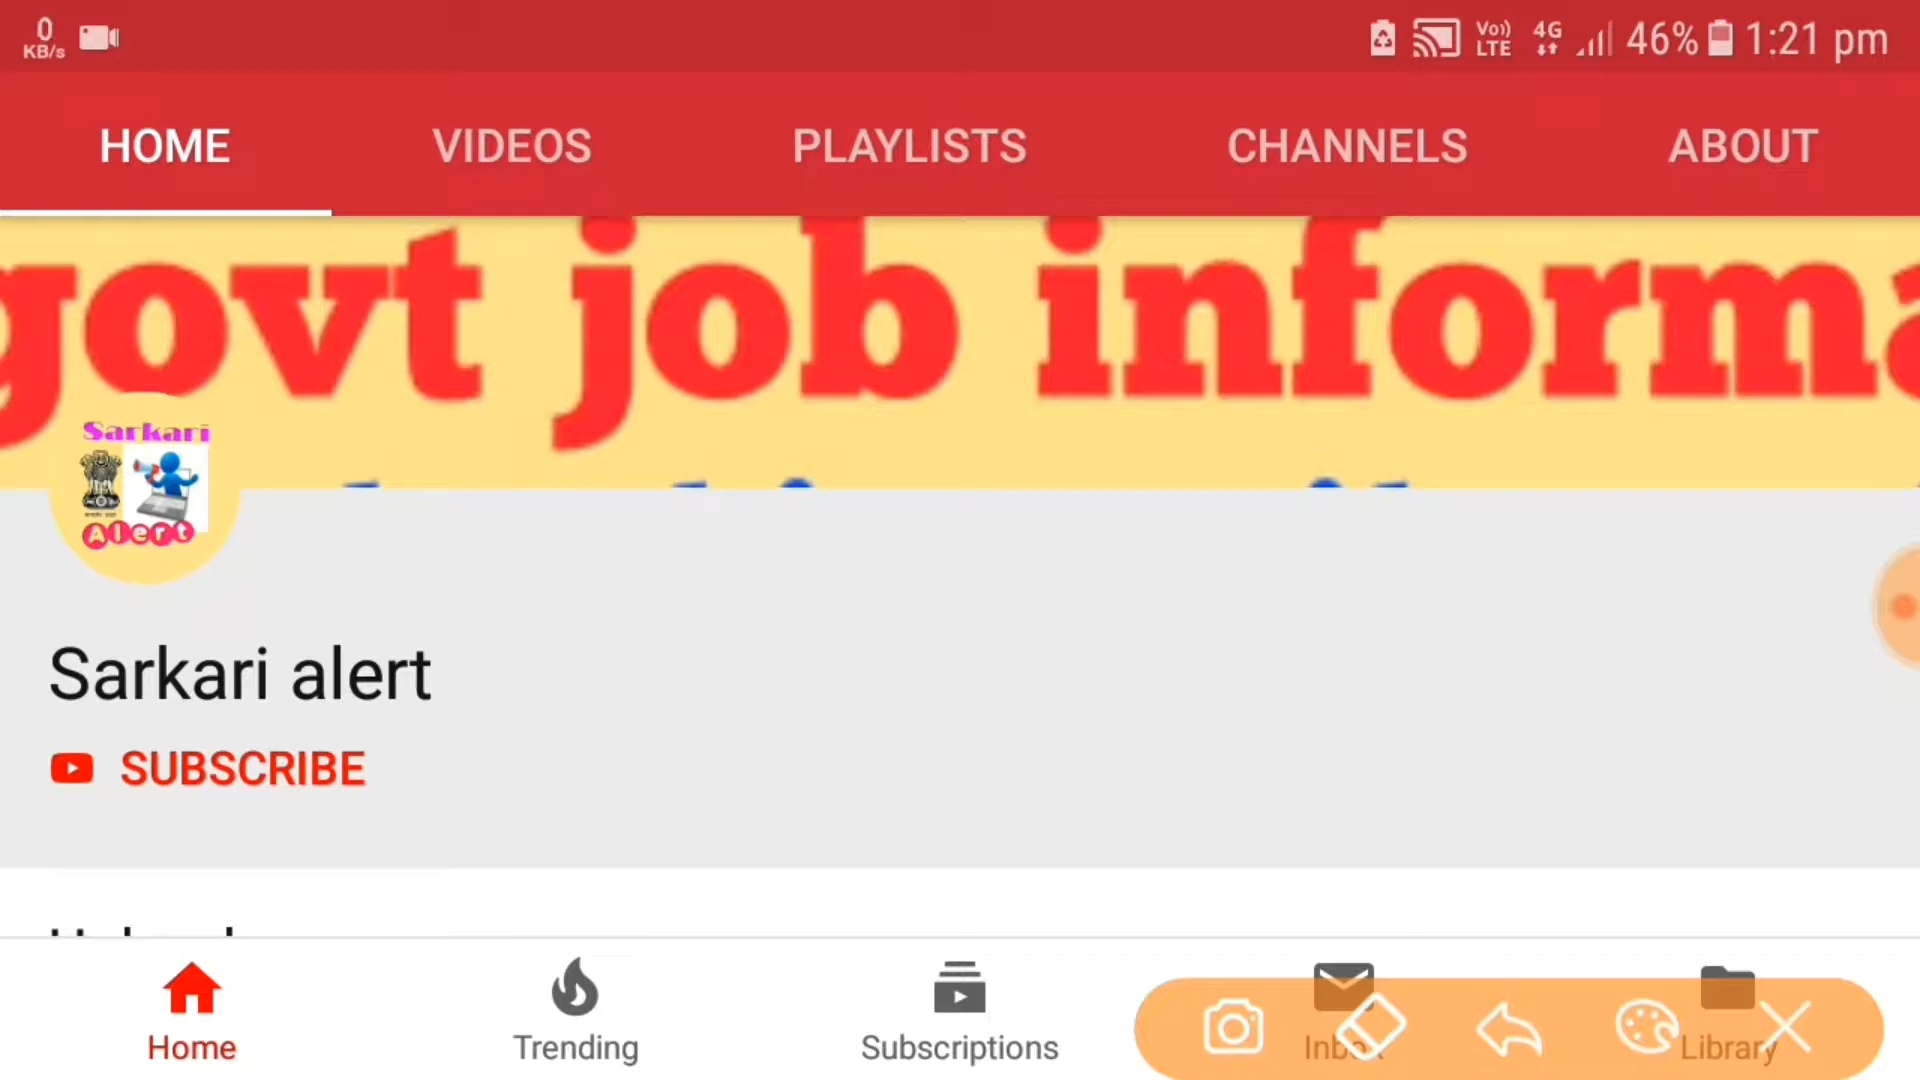 0
KB/s
Vo))
LTE
4G
46%
1:21 pm
HOME
VIDEOS
PLAYLISTS
CHANNELS
ABOUT
govt job informa
Sarkari
Alert
Sarkari alert
SUBSCRIBE
Home
Trending
Subscriptions
Inbox
Library